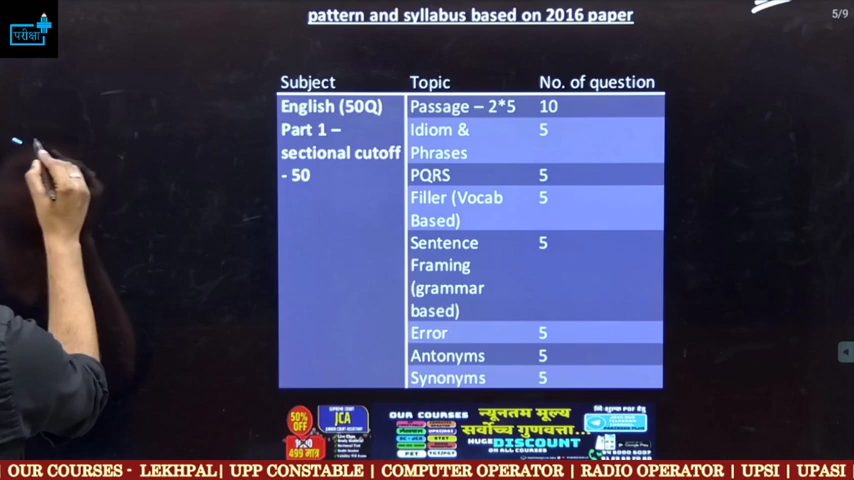 परीक्षा
pattern and syllabus based on 2016 paper
5/9
Subject Topic No. of question
English (50Q) Passage – 2*5 10
Part 1 – Idiom & 5
sectional cutoff Phrases
- 50 PQRS 5
Filler (Vocab 5
Based)
Sentence 5
Framing
(grammar
based)
Error 5
Antonyms 5
Synonyms 5
50%
OFF
JCA
499 मात्र
OUR COURSES
न्यूनतम मूल्य
सर्वोच्च गुणवत्ता...
HUGE DISCOUNT
ON ALL COURSES
OUR COURSES - LEKHPAL| UPP CONSTABLE | COMPUTER OPERATOR | RADIO OPERATOR | UPSI | UPASI